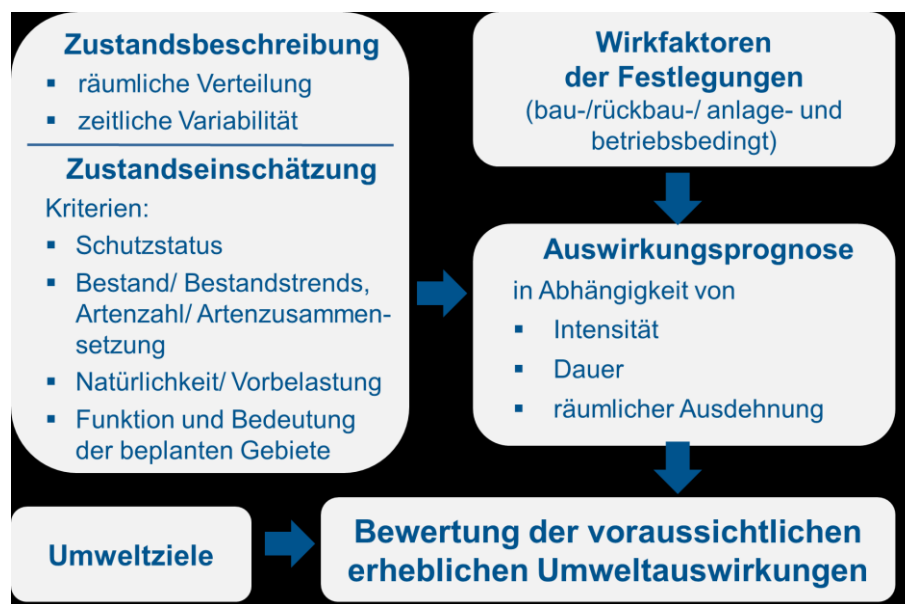 Zustandsbeschreibung
▪ räumliche Verteilung
▪ zeitliche Variabilität
Zustandseinschätzung
Kriterien:
▪ Schutzstatus
▪ Bestand/ Bestandstrends,
Artenzahl/ Artenzusammen-
setzung
▪ Natürlichkeit/ Vorbelastung
▪ Funktion und Bedeutung
der beplanten Gebiete
Wirkfaktoren
der Festlegungen
(bau-/rückbau-/ anlage- und
betriebsbedingt)
Auswirkungsprognose
in Abhängigkeit von
▪ Intensität
▪ Dauer
▪ räumlicher Ausdehnung
Umweltziele
Bewertung der voraussichtlichen
erheblichen Umweltauswirkungen